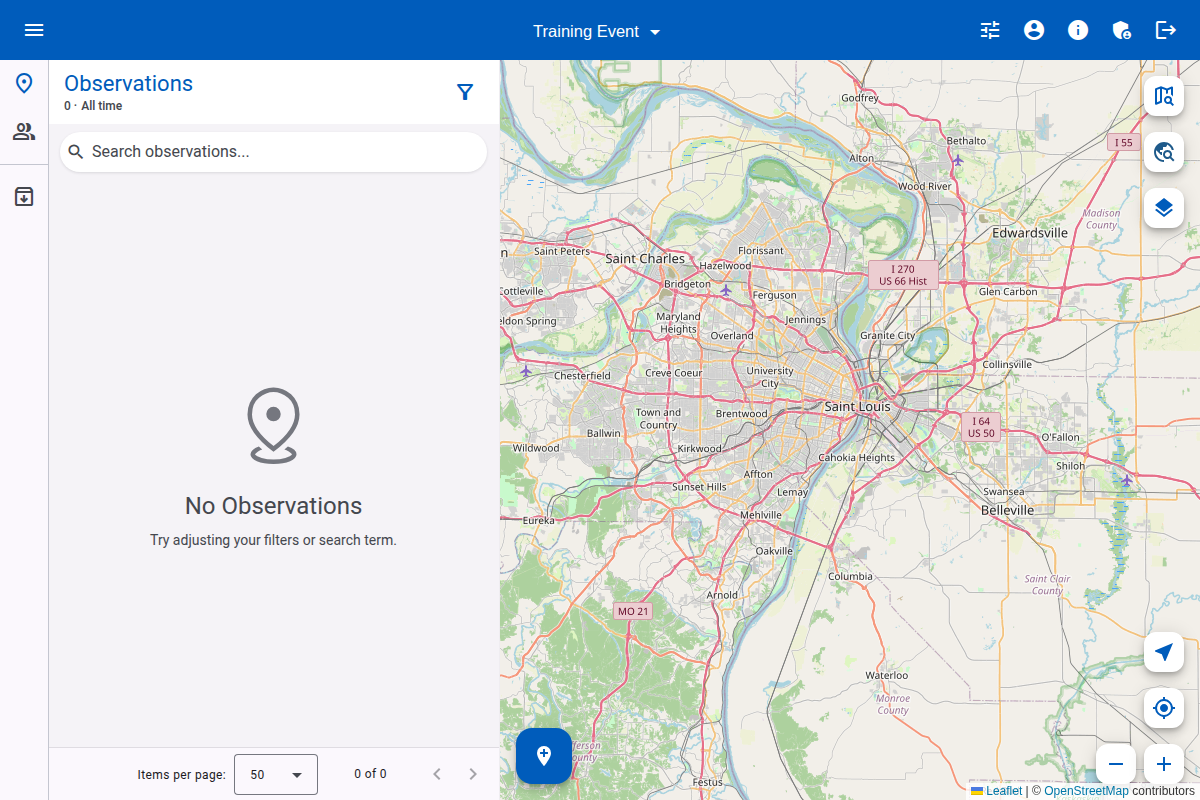 Training Event
Observations
0 · All time
Search observations...
No Observations
Try adjusting your filters or search term.
Items per page:
50
0 of 0
Godfrey
Bethalto
I 55
Alton
Wood River
Madison
County
Edwardsville
Florissant
Saint Peters
Saint Charles
Hazelwood
I 270
US 66 Hist
Bridgeton
Glen Carbon
Cottleville
Ferguson
Maryland
Heights
Jennings
eldon Spring
Overland
Granite City
Collinsville
Chesterfield
Creve Coeur
University
City
Saint Louis
Town and
Country
Brentwood
I 64
US 50
Ballwin
O'Fallon
Wildwood
Kirkwood
Cahokia Heights
Shiloh
Affton
Sunset Hills
Lemay
Swansea
Belleville
Mehlville
Eureka
Oakville
Columbia
Saint Clair
County
Arnold
MO 21
Waterloo
Monroe
County
fferson
ounty
Festus
Leaflet | © OpenStreetMap contributors